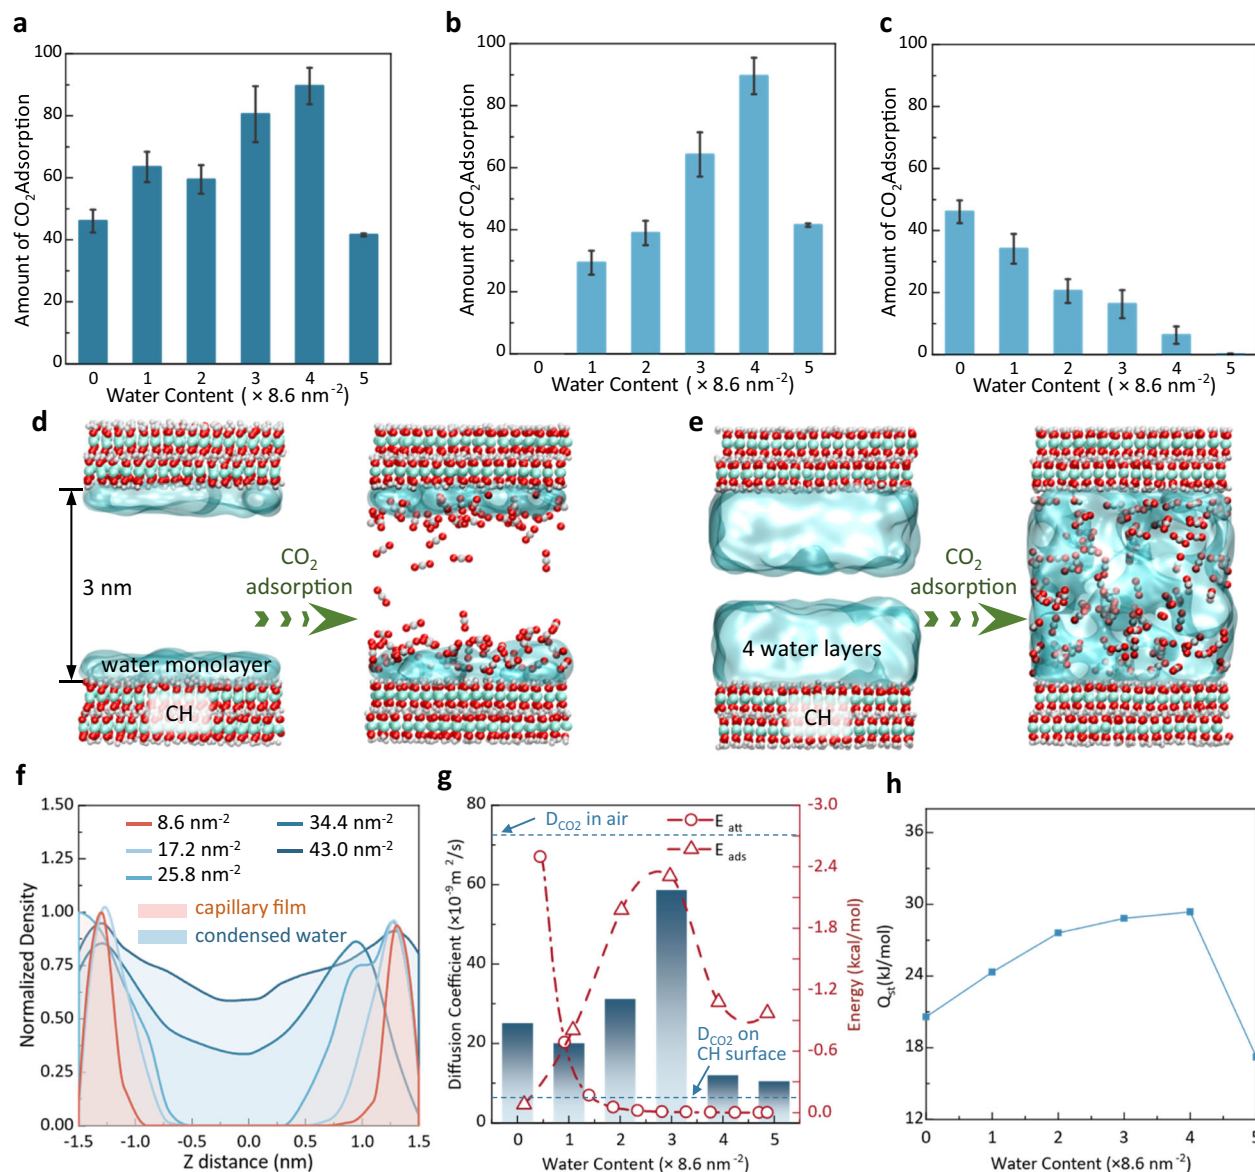 a
100
80
60
40
20
0
Amount of CO₂Adsorption
0 1 2 3 4 5
Water Content ( × 8.6 nm⁻²)
b
100
80
60
40
20
0
Amount of CO₂Adsorption
0 1 2 3 4 5
Water Content ( × 8.6 nm⁻²)
c
100
80
60
40
20
0
Amount of CO₂Adsorption
0 1 2 3 4 5
Water Content ( × 8.6 nm⁻²)
d
3 nm
CO₂
adsorption
water monolayer
CH
e
CO₂
adsorption
4 water layers
CH
f
1.50
1.25
1.00
0.75
0.50
0.25
0.00
Normalized Density
8.6 nm⁻²
17.2 nm⁻²
25.8 nm⁻²
34.4 nm⁻²
43.0 nm⁻²
capillary film
condensed water
-1.5 -1.0 -0.5 0.0 0.5 1.0 1.5
Z distance (nm)
g
80
60
40
30
20
10
0
Diffusion Coefficient (×10⁻⁹m²/s)
D_CO2 in air
E att
E ads
D_CO2 on
CH surface
-3.0
-2.4
-1.8
-1.2
-0.6
0.0
Energy (kcal/mol)
0 1 2 3 4 5
Water Content (× 8.6 nm⁻²)
h
36
30
24
18
12
Q_st(kJ/mol)
0 1 2 3 4 5
Water Content (×8.6 nm⁻²)